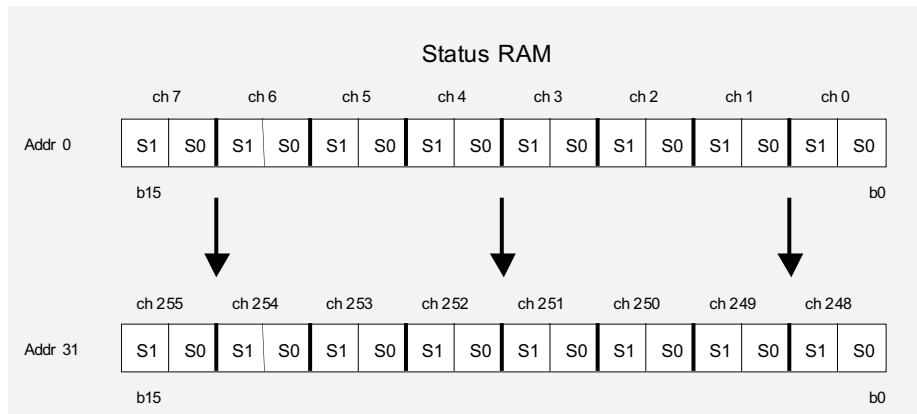 Status RAM
ch 7 ch 6 ch 5 ch 4 ch 3 ch 2 ch 1 ch 0
Addr 0 S1 S0 S1 S0 S1 S0 S1 S0 S1 S0 S1 S0 S1 S0 S1 S0
b15 b0
ch 255 ch 254 ch 253 ch 252 ch 251 ch 250 ch 249 ch 248
Addr 31 S1 S0 S1 S0 S1 S0 S1 S0 S1 S0 S1 S0 S1 S0 S1 S0
b15 b0